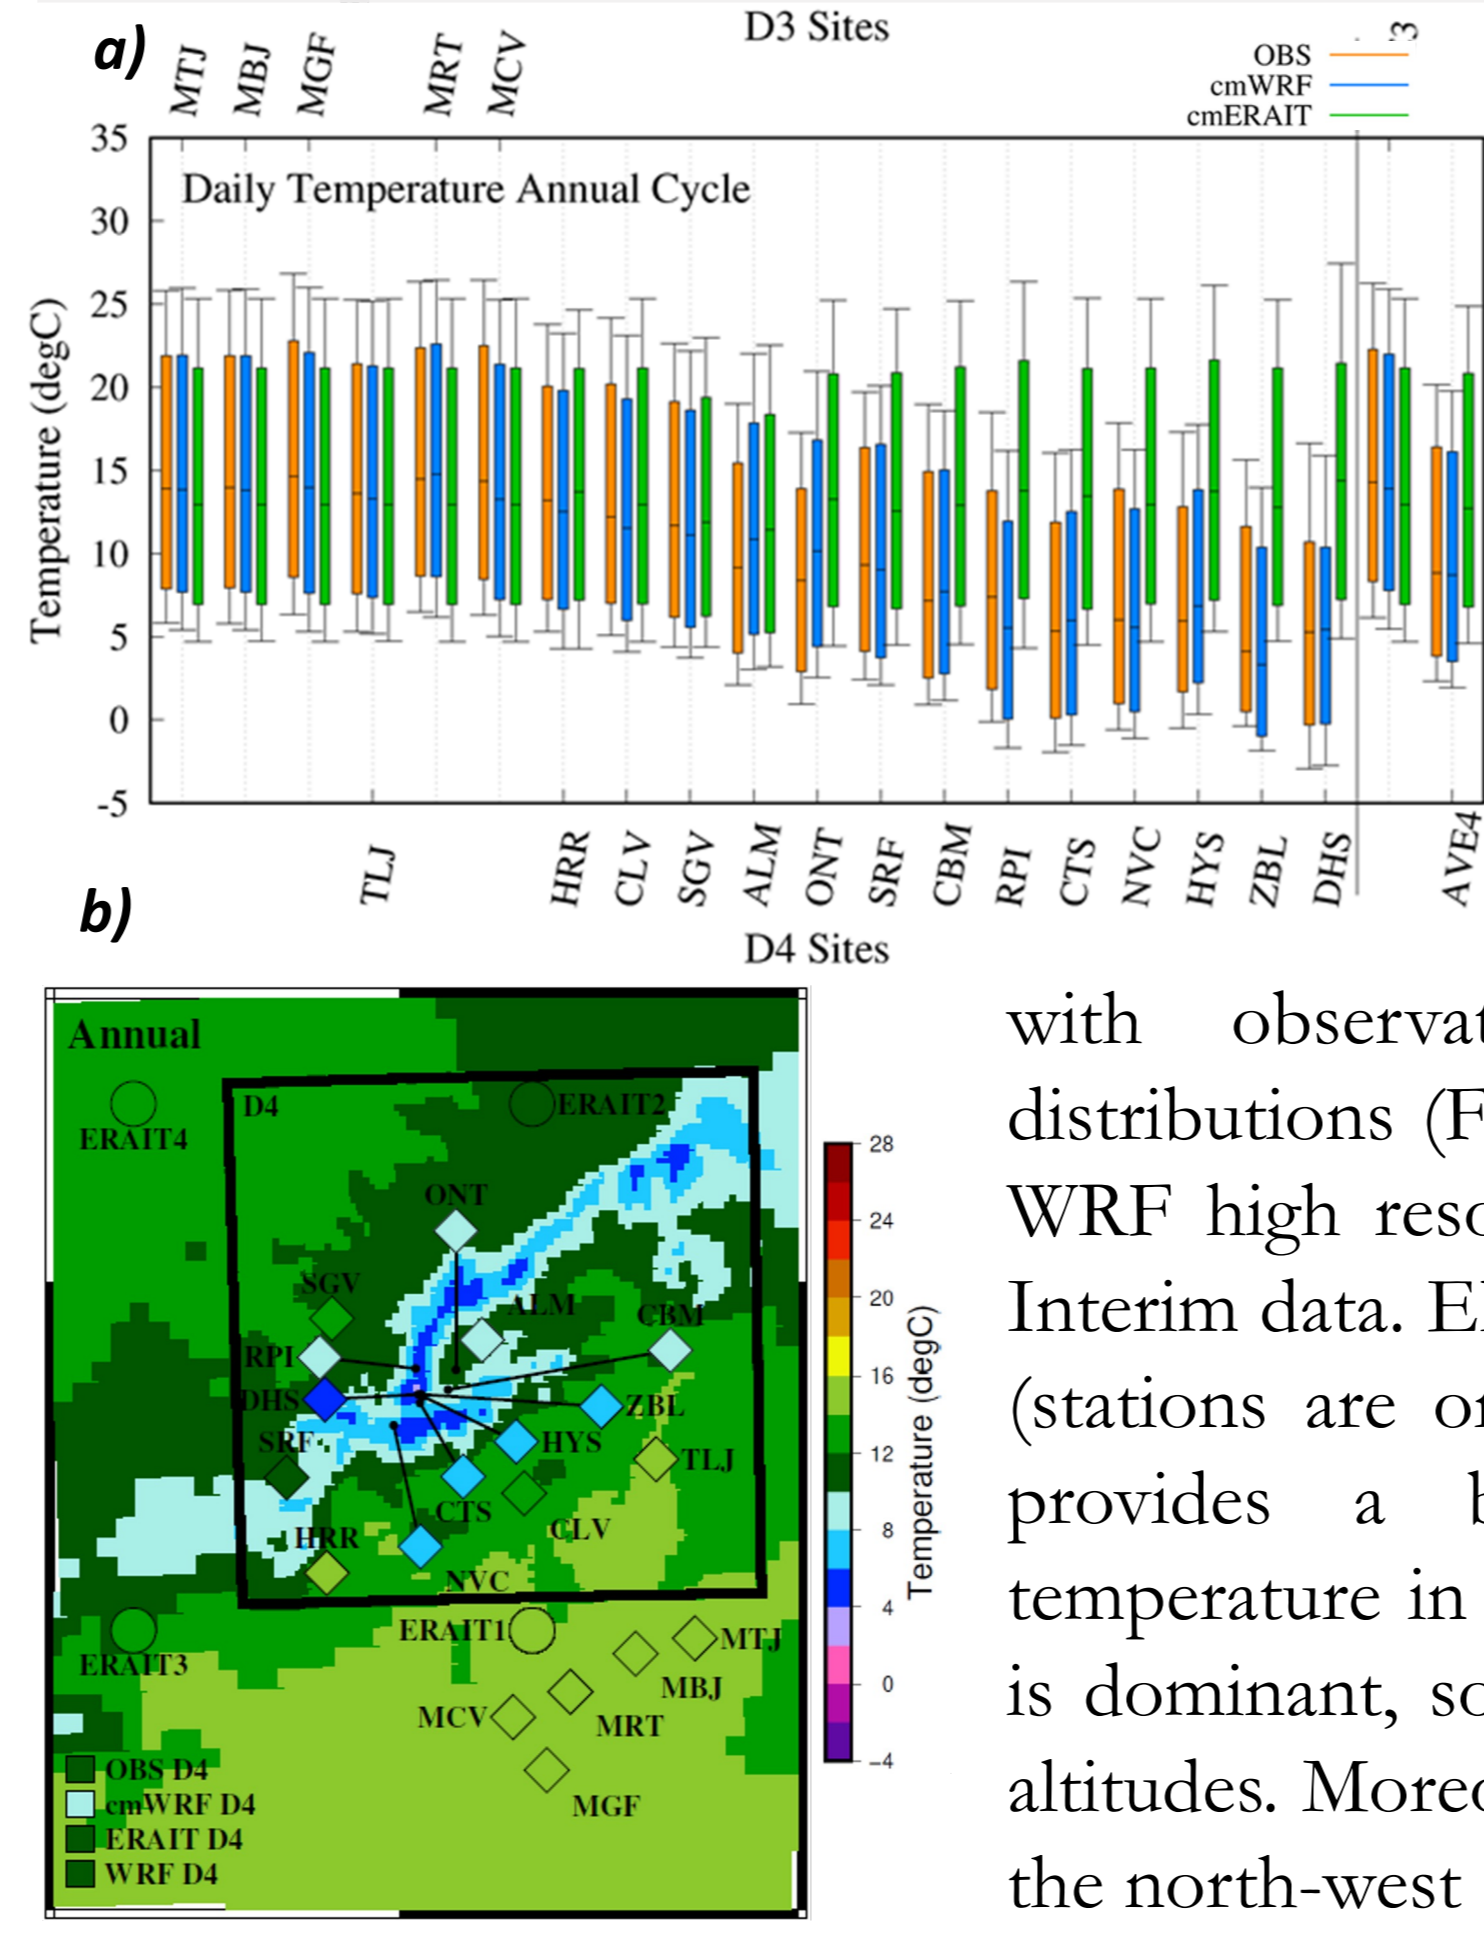 a)
D3 Sites
MTJ
MBJ
MGF
MRT
MCV
OBS
cmWRF
cmERAIT
Daily Temperature Annual Cycle
Temperature (degC)
35
30
25
20
15
10
5
0
-5
TLJ
HRR
CLV
SGV
ALM
ONT
SRF
CBM
RPI
CTS
NVC
HYS
ZBL
DHS
AVE4
D4 Sites
b)
Annual
ERAIT4
D4
ERAIT2
ONT
SGV
ALM
CBM
RPI
DHS
ZBL
SRF
HYS
TLJ
CTS
CLV
HRR
NVC
ERAIT1
ERAIT3
MTJ
MBJ
MCV
MRT
MGF
OBS D4
cmWRF D4
ERAIT D4
WRF D4
28
24
20
16
12
8
4
0
−4
Temperature (degC)
with
distributions
WRF high
Interim data.
(stations are
provides a
temperature in
is dominant,
altitudes.
the north-west